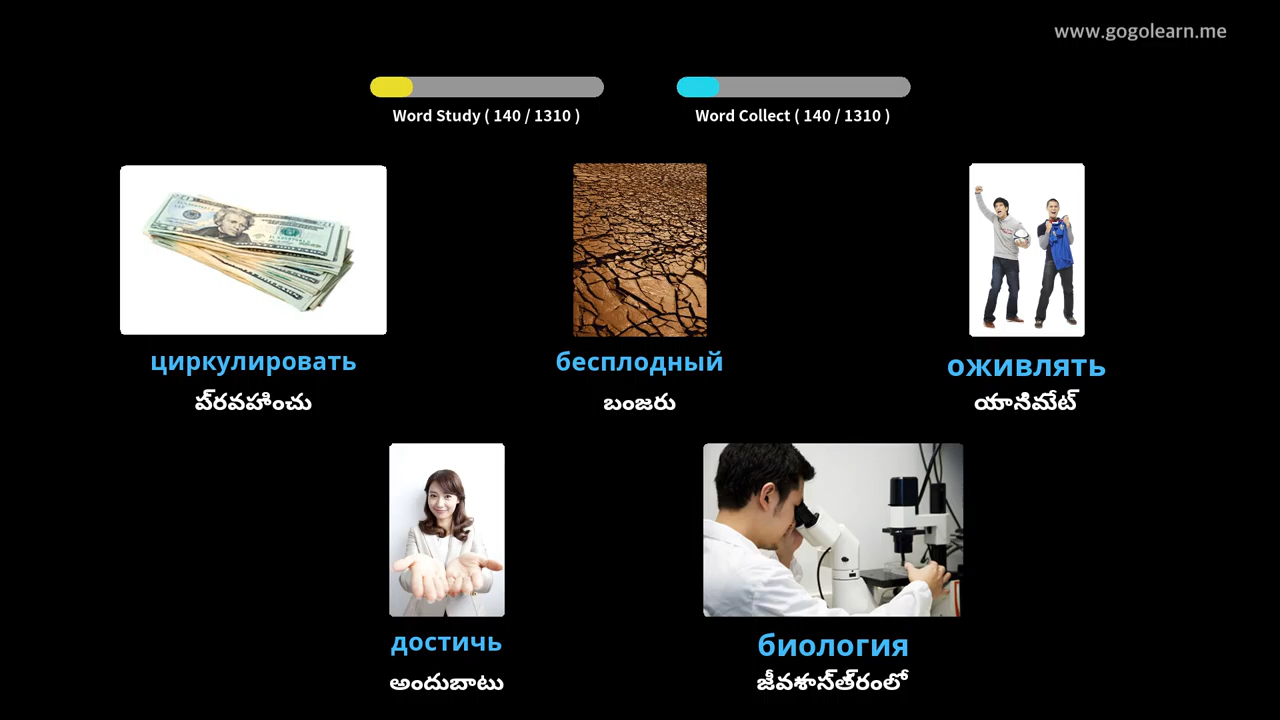 www.gogolearn.me
Word Study ( 140 / 1310 )
Word Collect ( 140 / 1310 )
циркулировать
ప్రవహించు
бесплодный
బంజరు
оживлять
యానిమేట్
достичь
అందుబాటు
биология
జీవశాస్త్రంలో